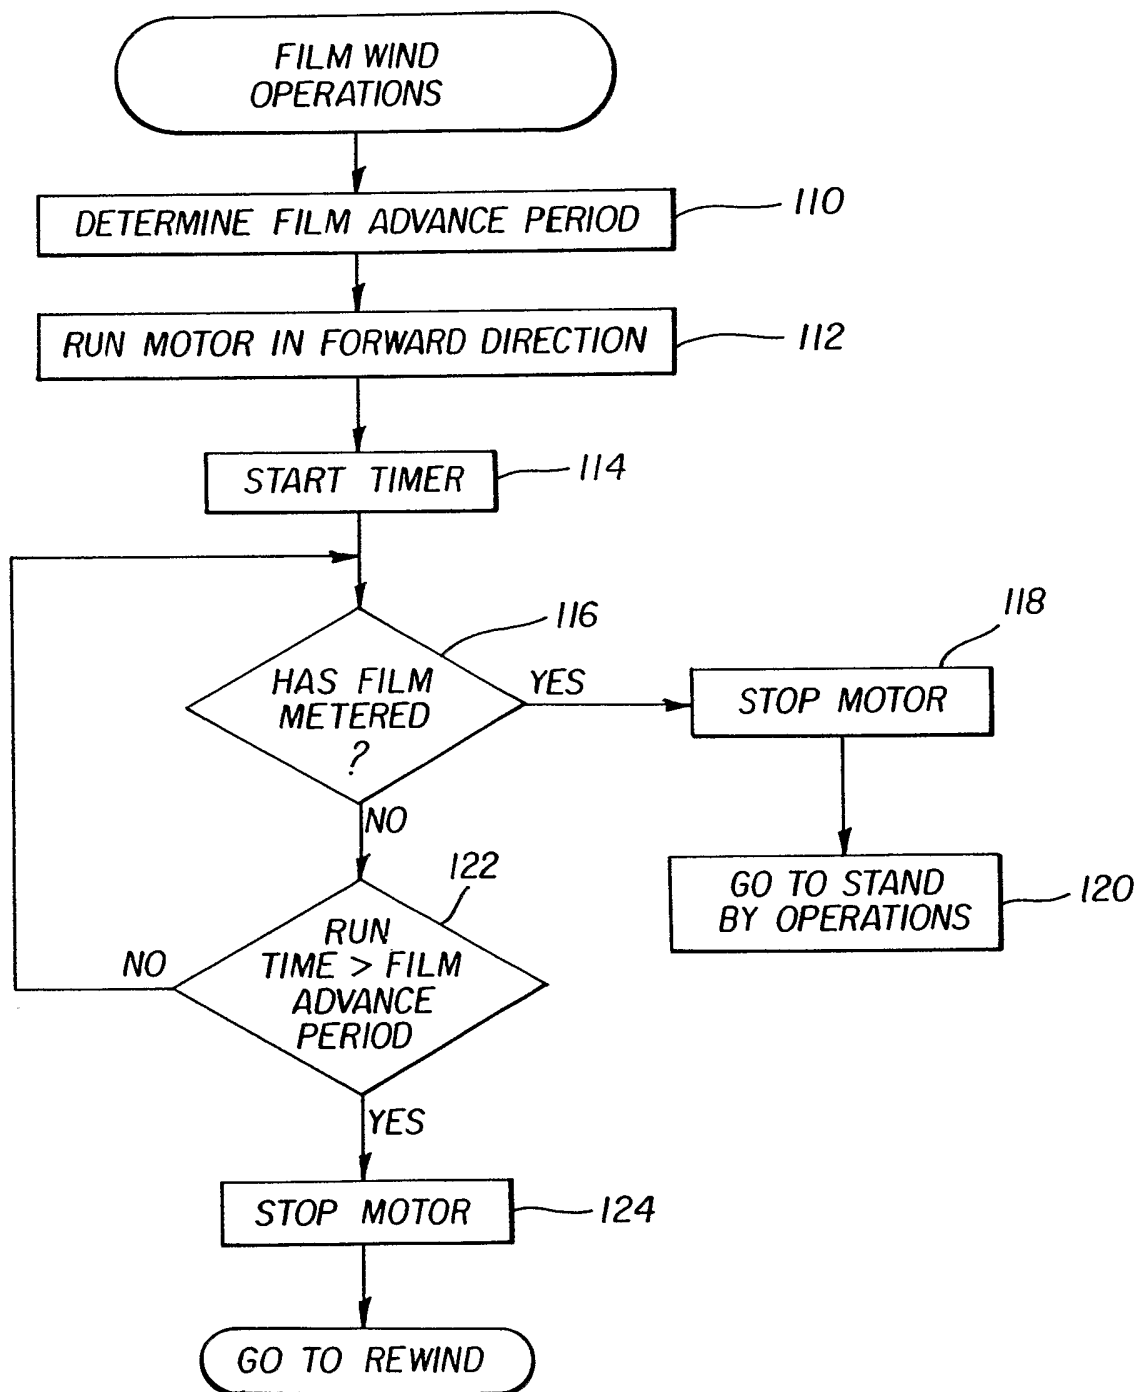 FILM WIND
OPERATIONS
DETERMINE FILM ADVANCE PERIOD
110
RUN MOTOR IN FORWARD DIRECTION
112
START TIMER
114
116
HAS FILM
METERED
?
YES
118
STOP MOTOR
NO
GO TO STAND
BY OPERATIONS
120
122
RUN
TIME > FILM
ADVANCE
PERIOD
NO
YES
STOP MOTOR
124
GO TO REWIND